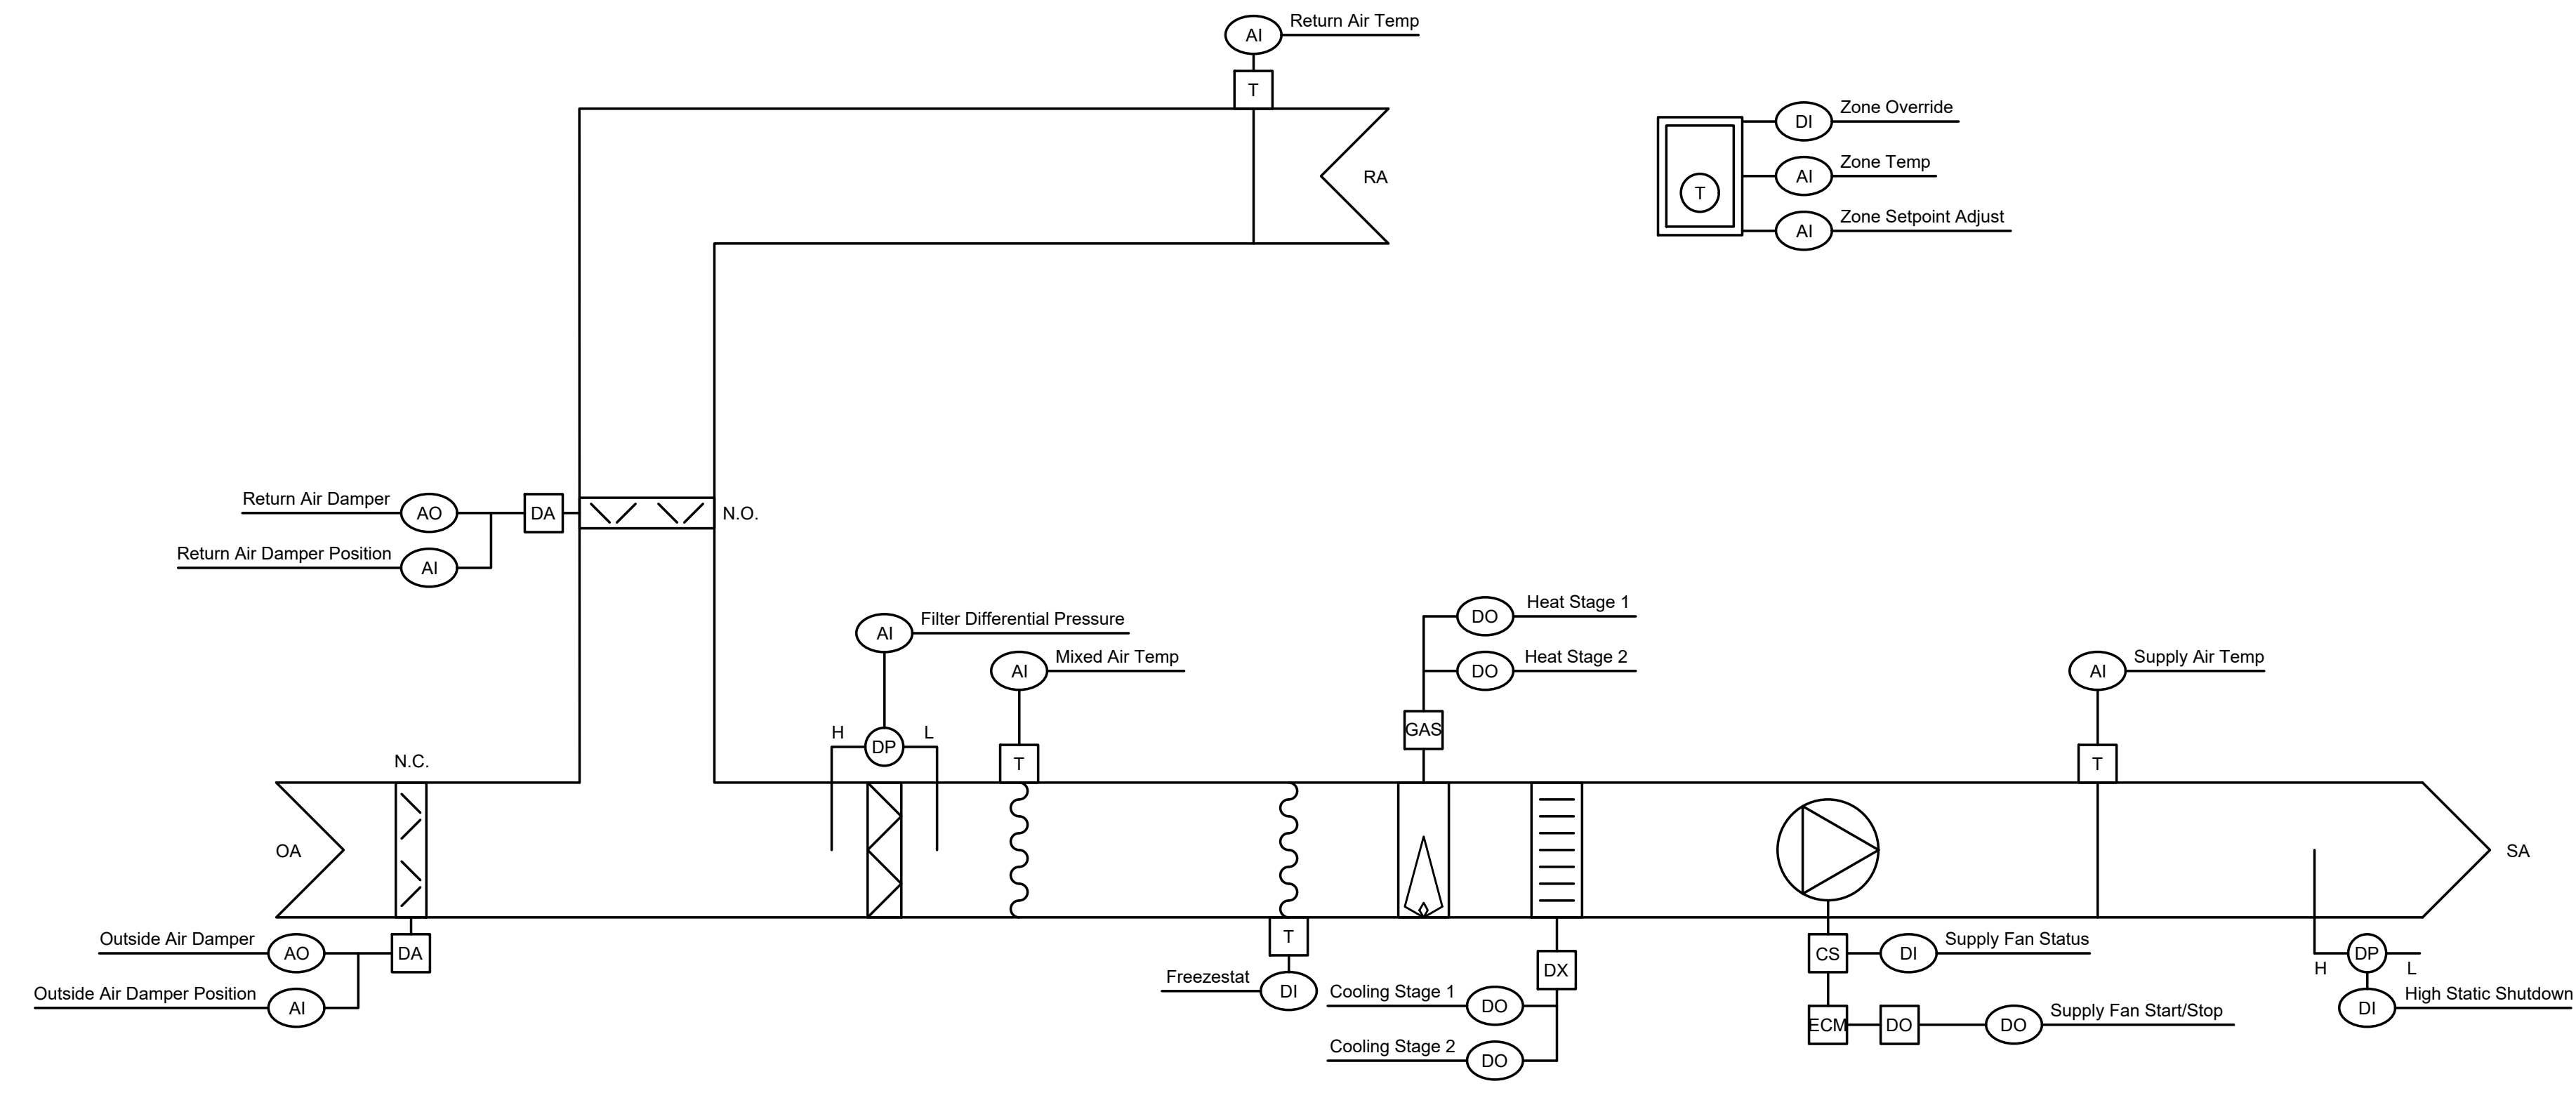 Return Air Temp
AI
T
RA
Zone Override
DI
Zone Temp
AI
T
Zone Setpoint Adjust
AI
Return Air Damper
AO
DA
N.O.
Return Air Damper Position
AI
Filter Differential Pressure
AI
H
DP
L
Mixed Air Temp
AI
T
Heat Stage 1
DO
Heat Stage 2
DO
GAS
Supply Air Temp
AI
T
N.C.
OA
SA
Outside Air Damper
AO
DA
Outside Air Damper Position
AI
T
Freezestat
DI
DX
Cooling Stage 1
DO
Cooling Stage 2
DO
CS
DI
Supply Fan Status
ECM
DO
DO
Supply Fan Start/Stop
H
DP
L
DI
High Static Shutdown